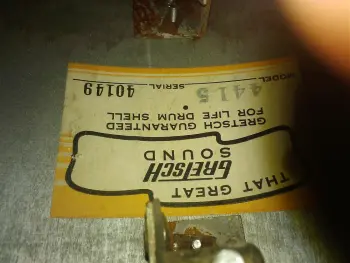 THAT GREAT
GRETSCH
SOUND
GRETSCH GUARANTEED
FOR LIFE DRUM SHELL
MODEL 4415 SERIAL 40149